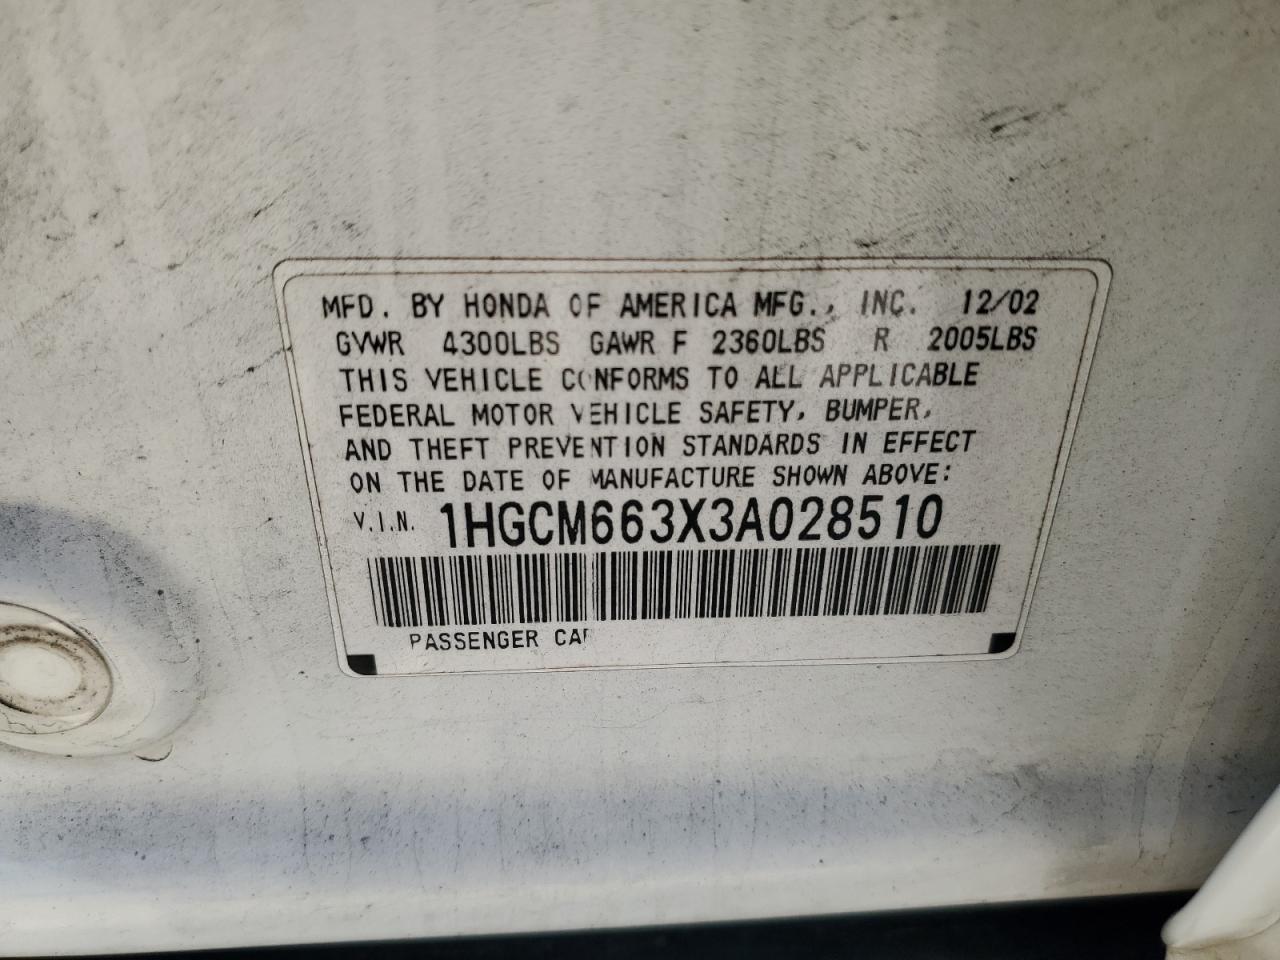 MFD. BY HONDA OF AMERICA MFG., INC. 12/02
GVWR 4300LBS GAWR F 2360LBS R 2005LBS
THIS VEHICLE CONFORMS TO ALL APPLICABLE
FEDERAL MOTOR VEHICLE SAFETY, BUMPER,
AND THEFT PREVENTION STANDARDS IN EFFECT
ON THE DATE OF MANUFACTURE SHOWN ABOVE:
V.I.N. 1HGCM663X3A028510
PASSENGER CAR